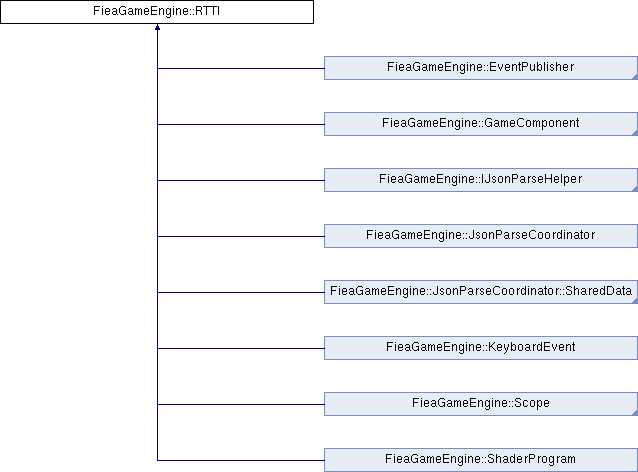 FieaGameEngine::RTTI
FieaGameEngine::EventPublisher
FieaGameEngine::GameComponent
FieaGameEngine::IJsonParseHelper
FieaGameEngine::JsonParseCoordinator
FieaGameEngine::JsonParseCoordinator::SharedData
FieaGameEngine::KeyboardEvent
FieaGameEngine::Scope
FieaGameEngine::ShaderProgram